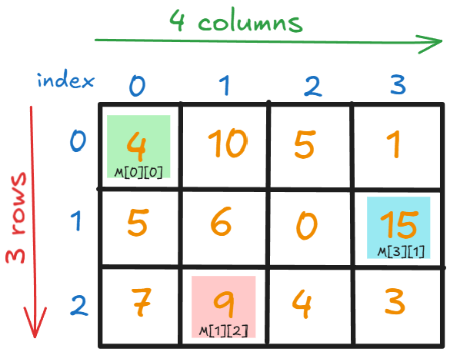 4 columns
index 0 1 2 3
0 4 10 5 1
M[0][0]
3 rows
1 5 6 0 15
M[3][1]
2 7 9 4 3
M[1][2]